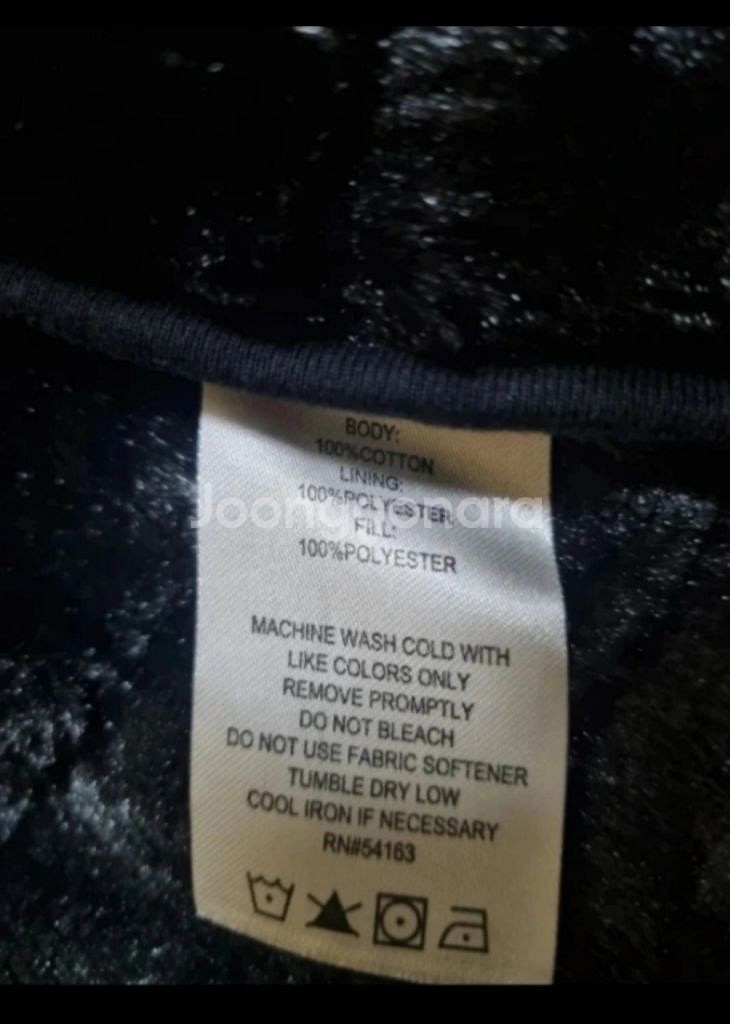 BODY:
100%COTTON
LINING:
100%POLYESTER
Joongonara
FILL:
100%POLYESTER
MACHINE WASH COLD WITH
LIKE COLORS ONLY
REMOVE PROMPTLY
DO NOT BLEACH
DO NOT USE FABRIC SOFTENER
TUMBLE DRY LOW
COOL IRON IF NECESSARY
RN#54163